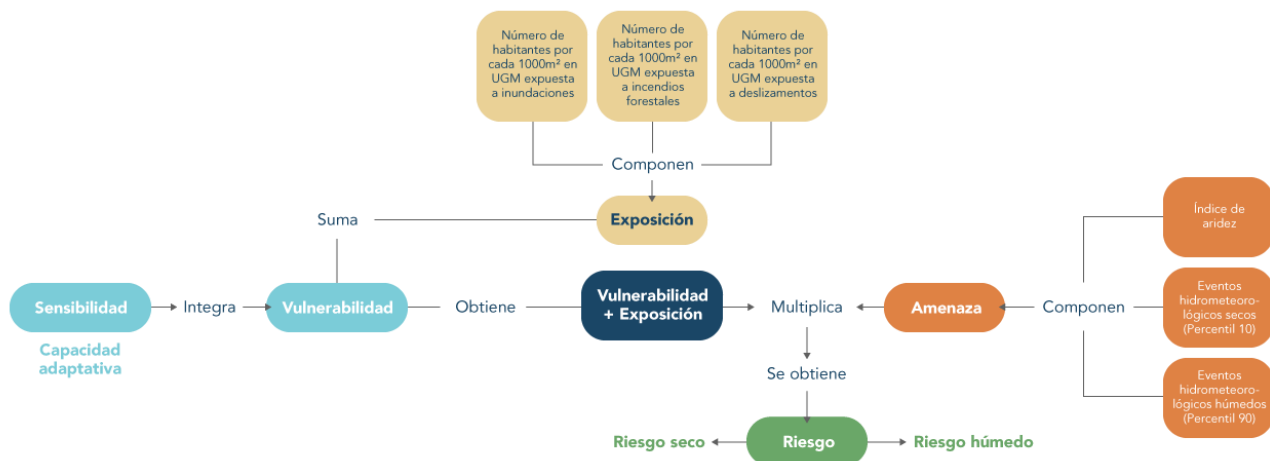 Número de
habitantes por
cada 1000m² en
UGM expuesta
a inundaciones
Número de
habitantes por
cada 1000m² en
UGM expuesta
a incendios
forestales
Número de
habitantes por
cada 1000m² en
UGM expuesta
a deslizamentos
Componen
Suma
Exposición
Índice de
aridez
Sensibilidad
Integra
Vulnerabilidad
Obtiene
Vulnerabilidad
+ Exposición
Multiplica
Amenaza
Componen
Eventos
hidrometeoro-
lógicos secos
(Percentil 10)
Capacidad
adaptativa
Se obtiene
Eventos
hidrometeoro-
lógicos húmedos
(Percentil 90)
Riesgo seco
Riesgo
Riesgo húmedo